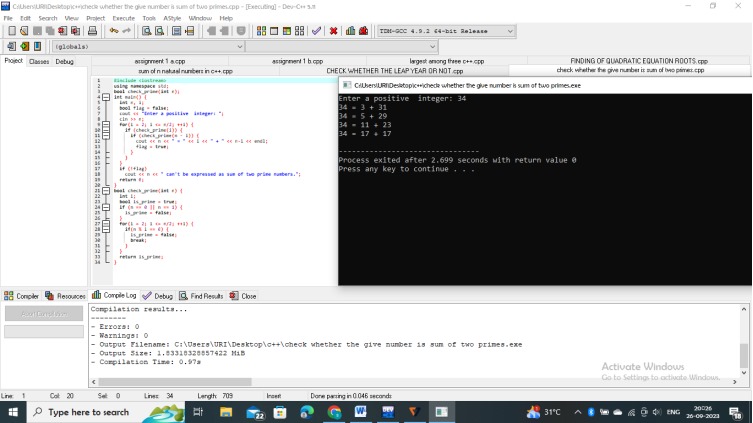 C:\Users\URI\Desktop\c++\check whether the give number is sum of two primes.cpp - [Executing] - Dev-C++ 5.11
File Edit Search View Project Execute Tools AStyle Window Help
TDM-GCC 4.9.2 64-bit Release
(globals)
Project Classes Debug
assignment 1 a.cpp assignment 1 b.cpp largest among three c++.cpp FINDING OF QUADRATIC EQUATION ROOTS.cpp
sum of n natural numbers in c++.cpp CHECK WHETHER THE LEAP YEAR OR NOT.cpp check whether the give number is sum of two primes.cpp
1 #include <iostream>
2 using namespace std;
3 bool check_prime(int n);
4 int main() {
5 int n, i;
6 bool flag = false;
7 cout << "Enter a positive integer: ";
8 cin >> n;
9 for(i = 2; i <= n/2; ++i) {
10 if (check_prime(i)) {
11 if (check_prime(n - i)) {
12 cout << n << " = " << i << " + " << n-i << endl;
13 flag = true;
14 }
15 }
16 }
17 if (!flag)
18 cout << n << " can't be expressed as sum of two prime numbers.";
19 return 0;
20 }
21 bool check_prime(int n) {
22 int i;
23 bool is_prime = true;
24 if (n == 0 || n == 1) {
25 is_prime = false;
26 }
27 for(i = 2; i <= n/2; ++i) {
28 if(n % i == 0) {
29 is_prime = false;
30 break;
31 }
32 }
33 return is_prime;
34 }
C:\Users\URI\Desktop\c++\check whether the give number is sum of two primes.exe
Enter a positive  integer: 34
34 = 3 + 31
34 = 5 + 29
34 = 11 + 23
34 = 17 + 17
--------------------------------
Process exited after 2.699 seconds with return value 0
Press any key to continue . . .
Compiler Resources Compile Log Debug Find Results Close
Abort Compilation
Compilation results...
--------
- Errors: 0
- Warnings: 0
- Output Filename: C:\Users\URI\Desktop\c++\check whether the give number is sum of two primes.exe
- Output Size: 1.83318328857422 MiB
- Compilation Time: 0.97s
Activate Windows
Go to Settings to activate Windows.
Line: 1 Col: 20 Sel: 0 Lines: 34 Length: 709 Insert Done parsing in 0.046 seconds
Type here to search
22
31°C
ENG
20:26
26-09-2023
18